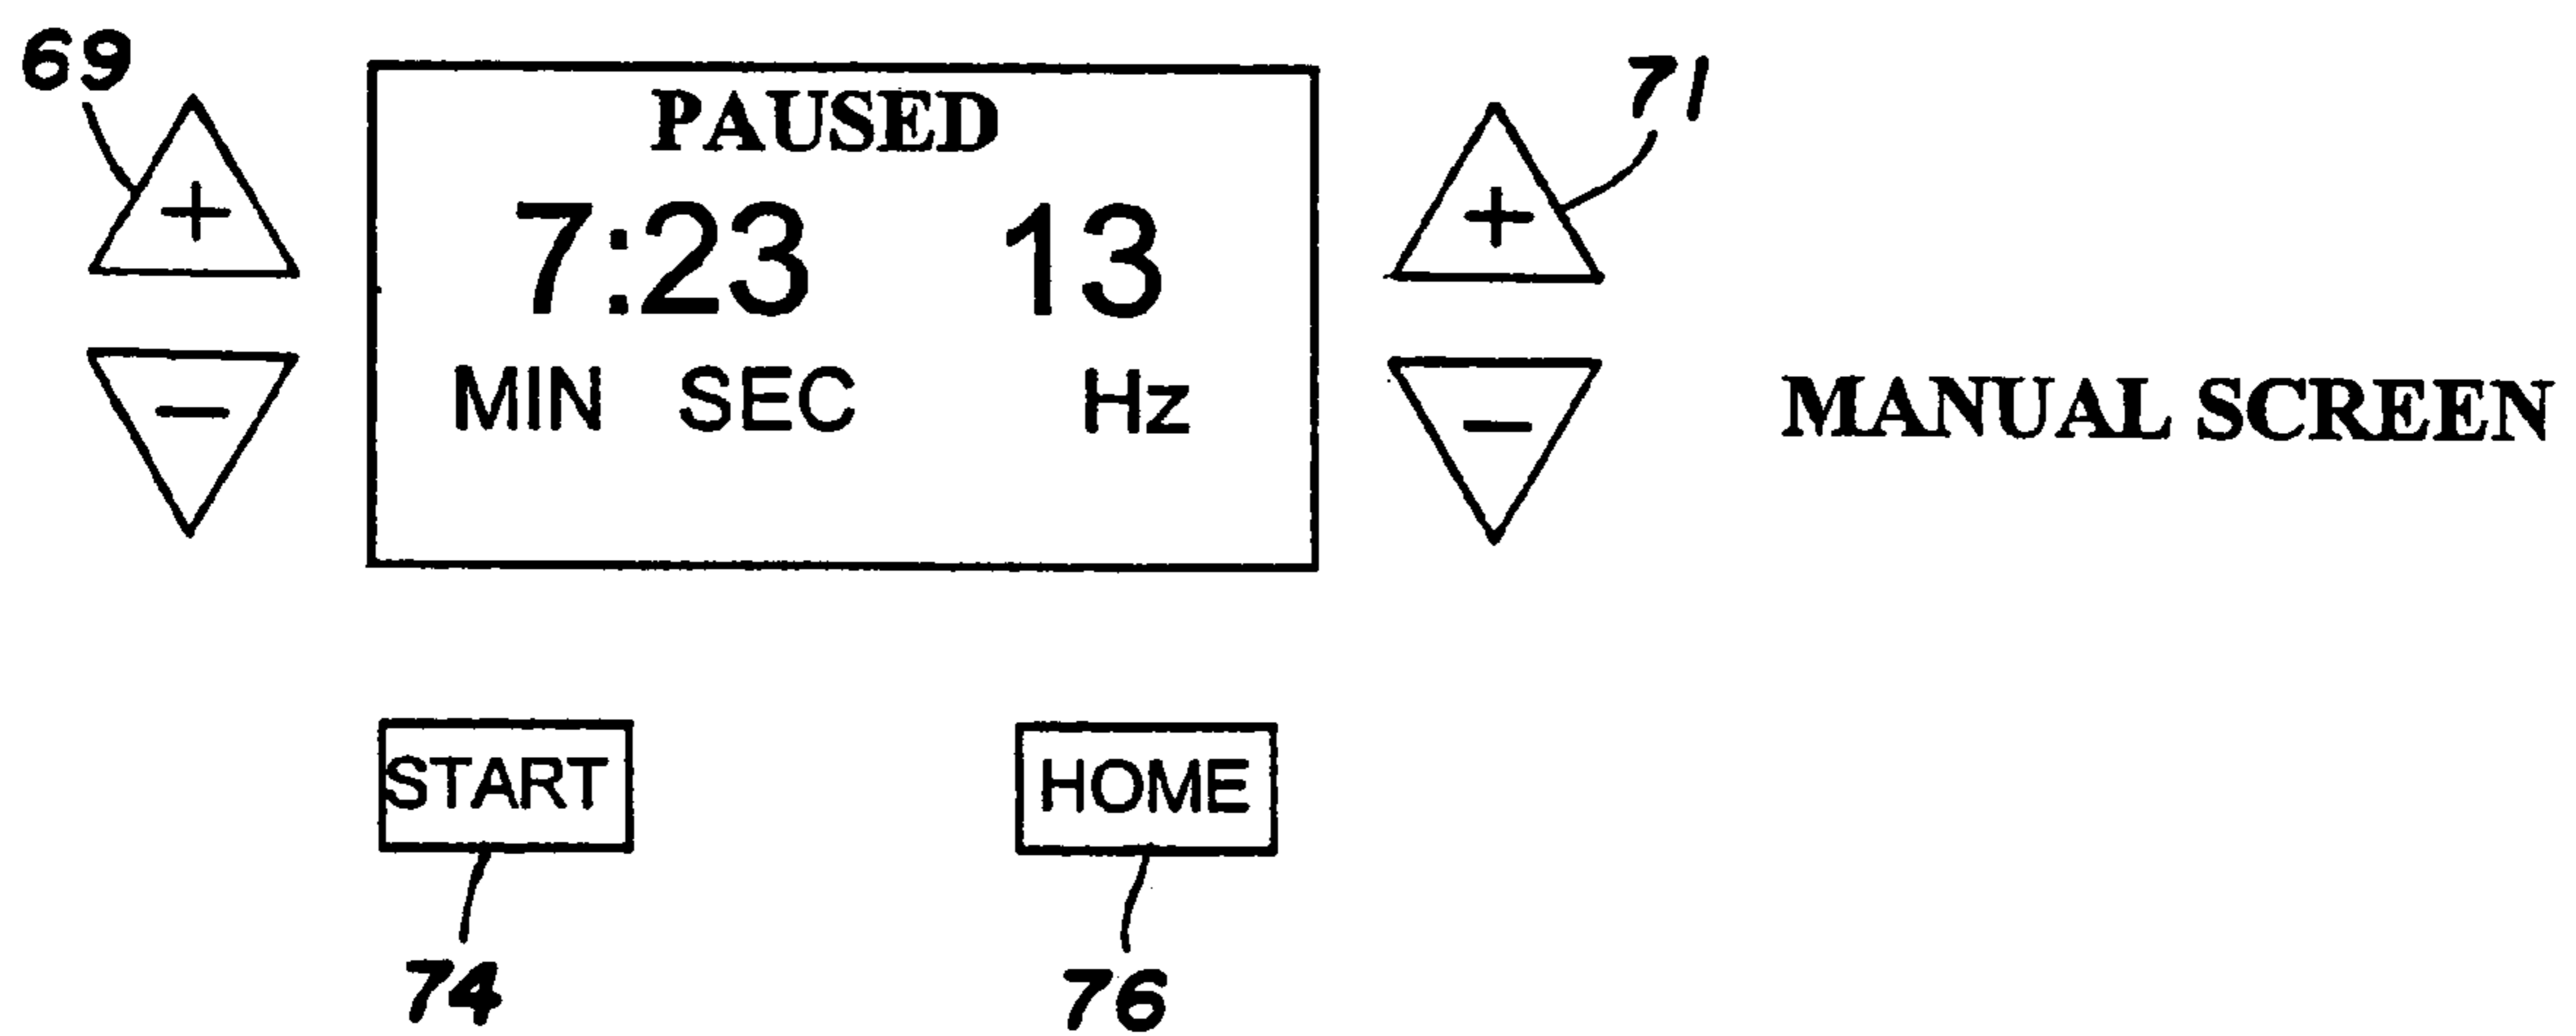 69
71
PAUSED
+ 7:23 13 +
− MIN SEC Hz −
MANUAL SCREEN
START HOME
74 76